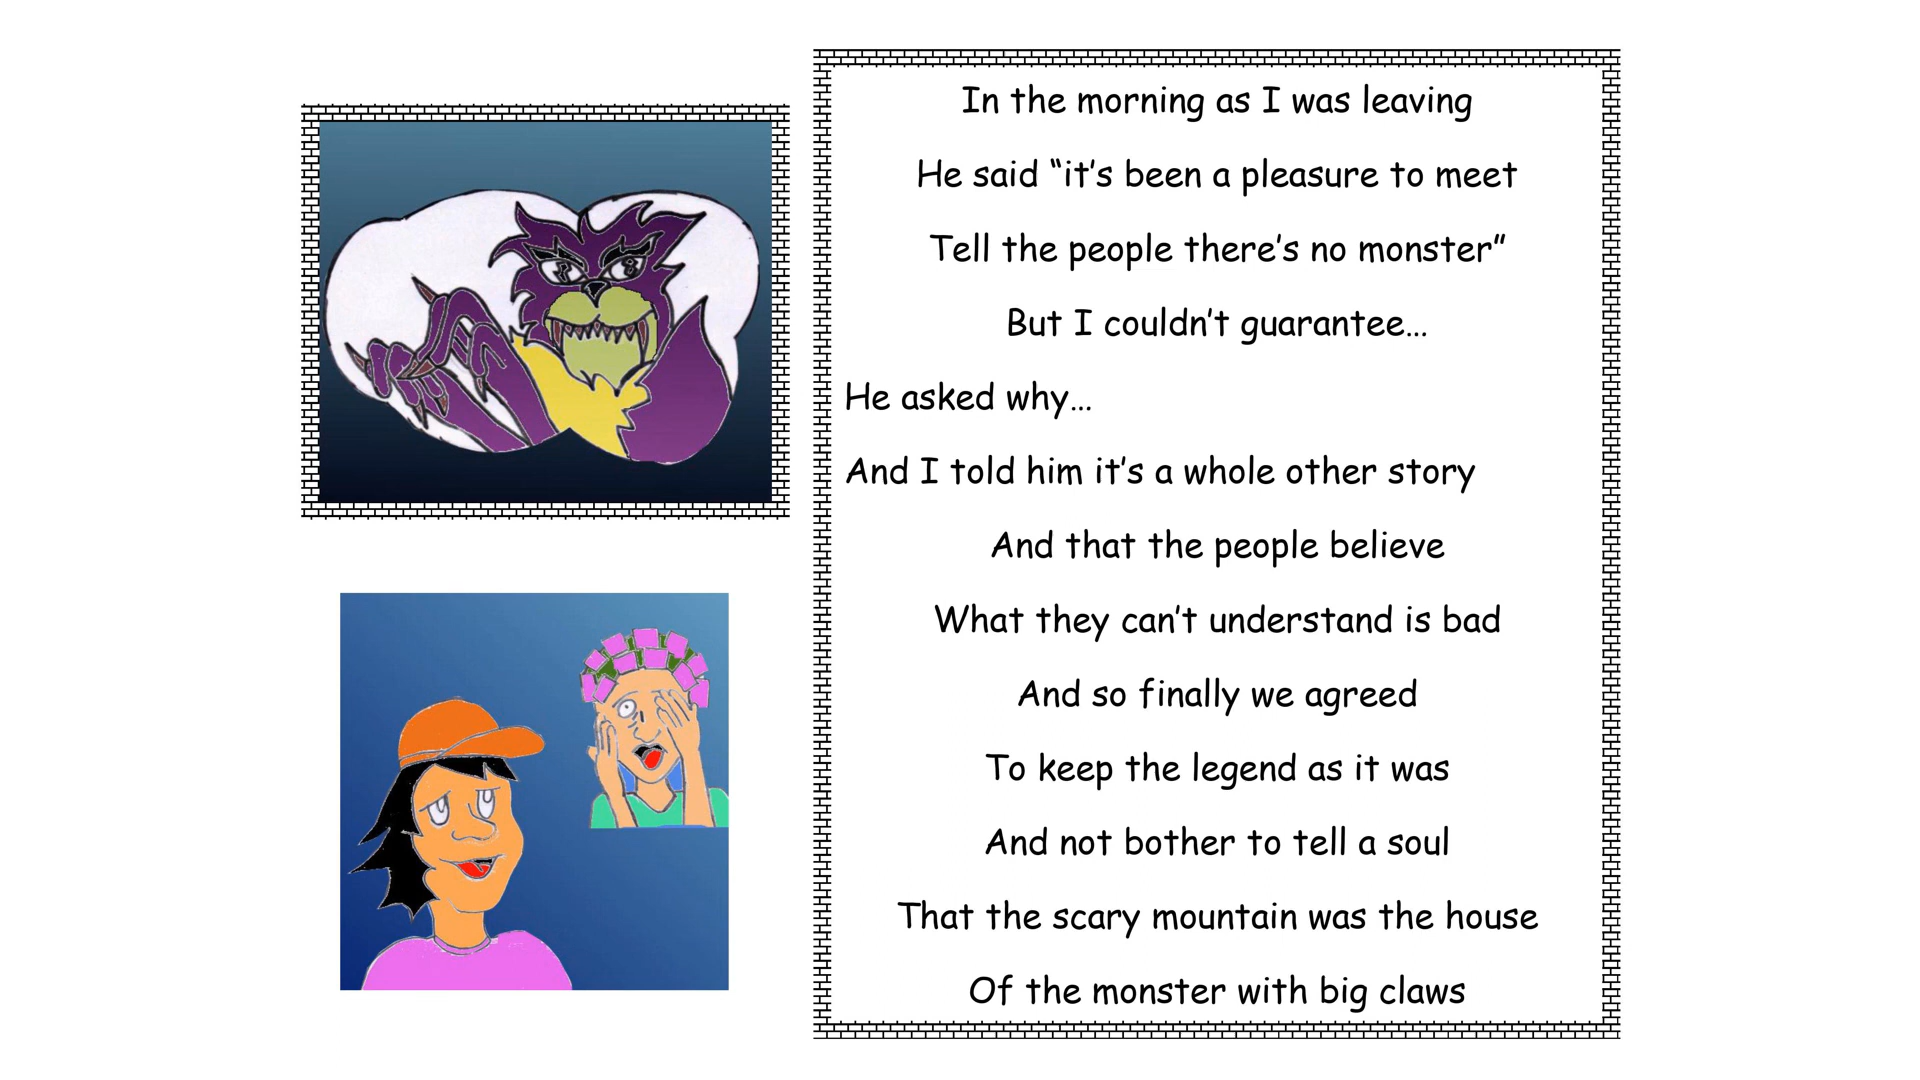 In the morning as I was leaving
He said “it’s been a pleasure to meet
Tell the people there’s no monster”
But I couldn’t guarantee…
He asked why…
And I told him it’s a whole other story
And that the people believe
What they can’t understand is bad
And so finally we agreed
To keep the legend as it was
And not bother to tell a soul
That the scary mountain was the house
Of the monster with big claws